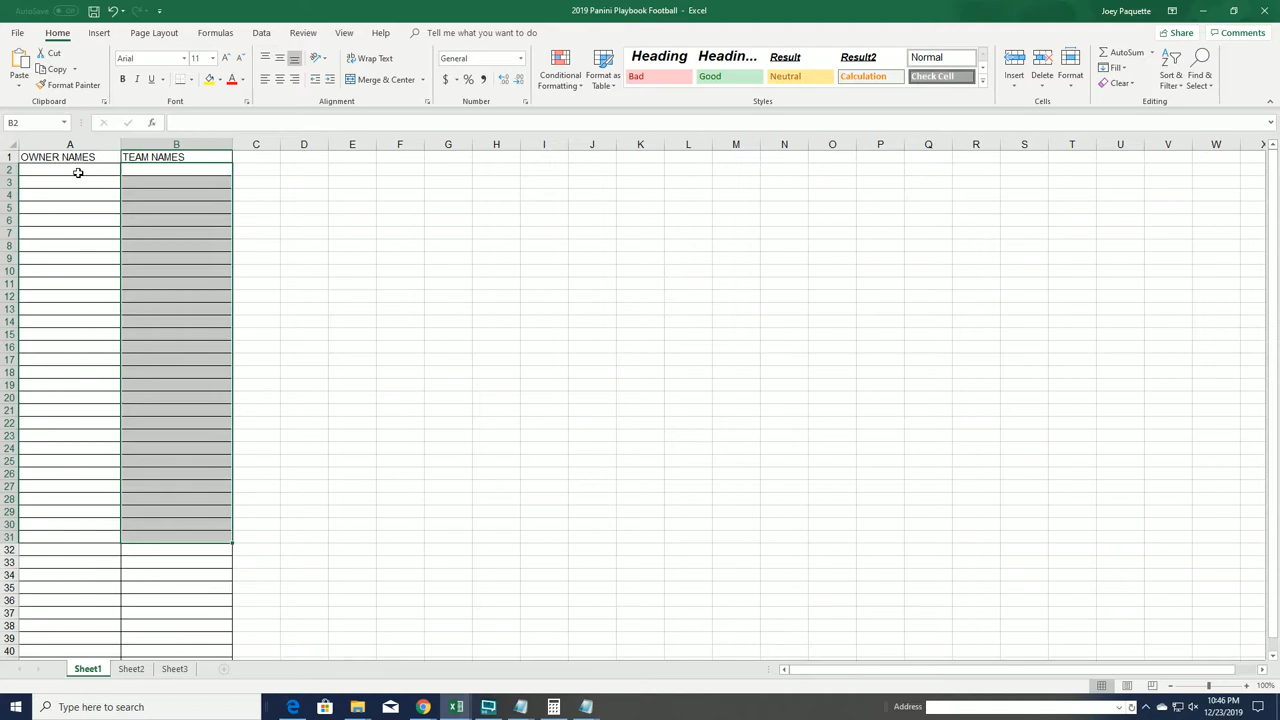 AutoSave Off 2019 Panini Playbook Football - Excel Joey Paquette
File Home Insert Page Layout Formulas Data Review View Help Tell me what you want to do Share Comments
Paste Cut Copy Format Painter Clipboard
Arial 11 A A B I U A Font
Wrap Text Merge & Center Alignment
General $ % , Number
Conditional Formatting Format as Table
Heading Headin... Result Result2 Normal
Bad Good Neutral Calculation Check Cell
Styles
Insert Delete Format Cells
AutoSum Fill Clear Sort & Filter Find & Select Editing
B2 fx
A B C D E F G H I J K L M N O P Q R S T U V W X
1 OWNER NAMES TEAM NAMES
2
3
4
5
6
7
8
9
10
11
12
13
14
15
16
17
18
19
20
21
22
23
24
25
26
27
28
29
30
31
32
33
34
35
36
37
38
39
40
Sheet1 Sheet2 Sheet3
100%
Type here to search Address 10:46 PM
12/23/2019